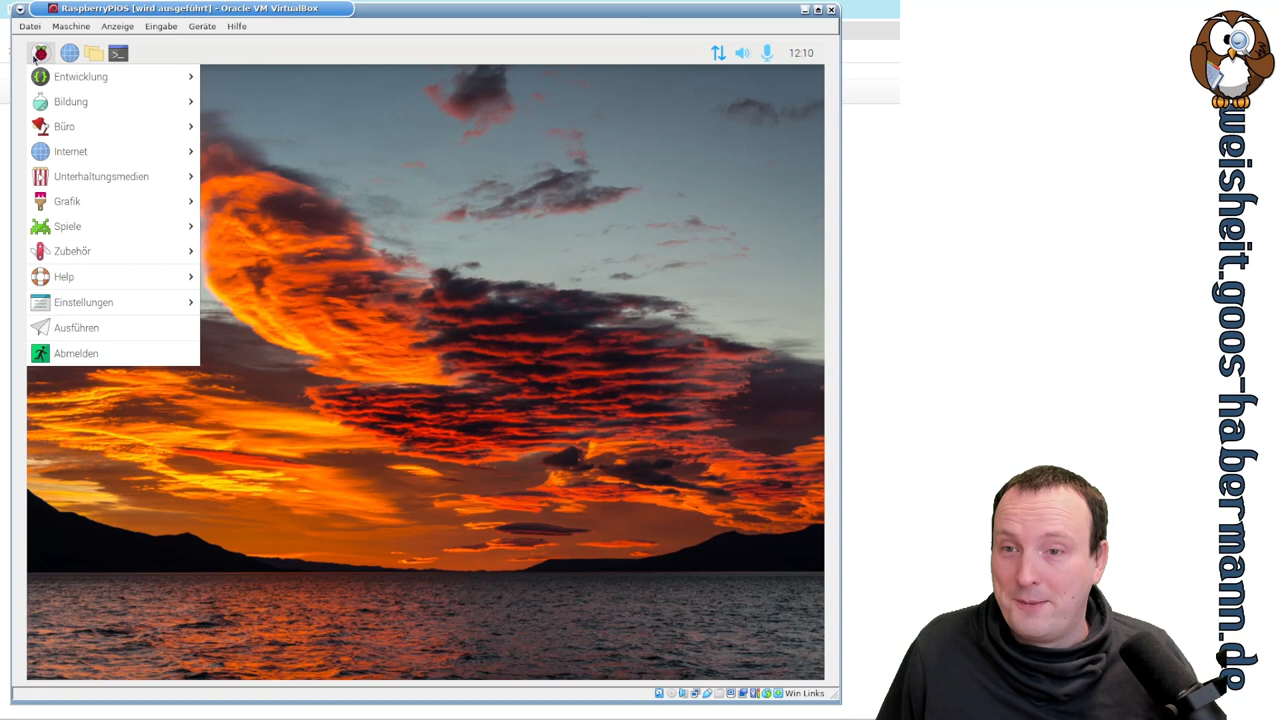 RaspberryPiOS [wird ausgeführt] - Oracle VM VirtualBox
Datei Maschine Anzeige Eingabe Geräte Hilfe
>_ 12:10
Entwicklung
Bildung
Büro
Internet
Unterhaltungsmedien
Grafik
Spiele
Zubehör
Help
Einstellungen
Ausführen
Abmelden
Win Links
weisheit.goos-habermann.de